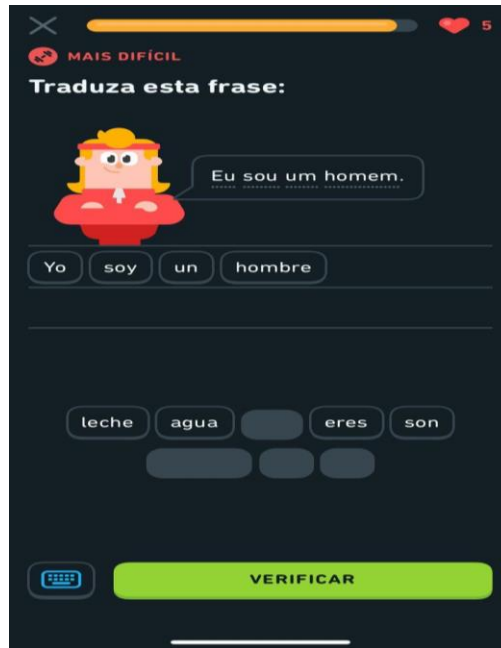 5
MAIS DIFÍCIL
Traduza esta frase:
Eu sou um homem.
Yo soy un hombre
leche agua eres son
VERIFICAR